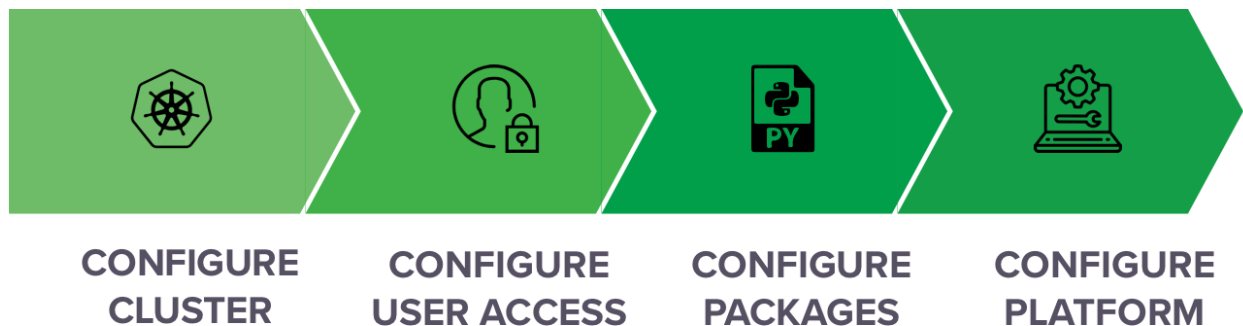 PY
CONFIGURE
CLUSTER
CONFIGURE
USER ACCESS
CONFIGURE
PACKAGES
CONFIGURE
PLATFORM